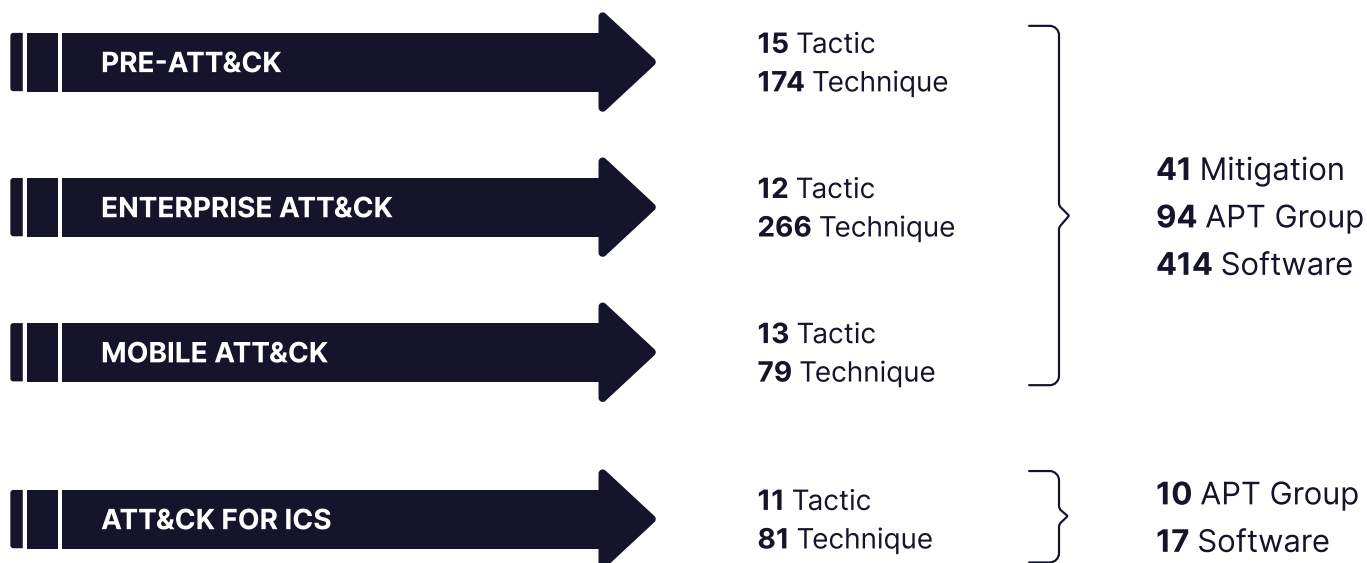 PRE-ATT&CK
15 Tactic
174 Technique
ENTERPRISE ATT&CK
12 Tactic
266 Technique
MOBILE ATT&CK
13 Tactic
79 Technique
41 Mitigation
94 APT Group
414 Software
ATT&CK FOR ICS
11 Tactic
81 Technique
10 APT Group
17 Software